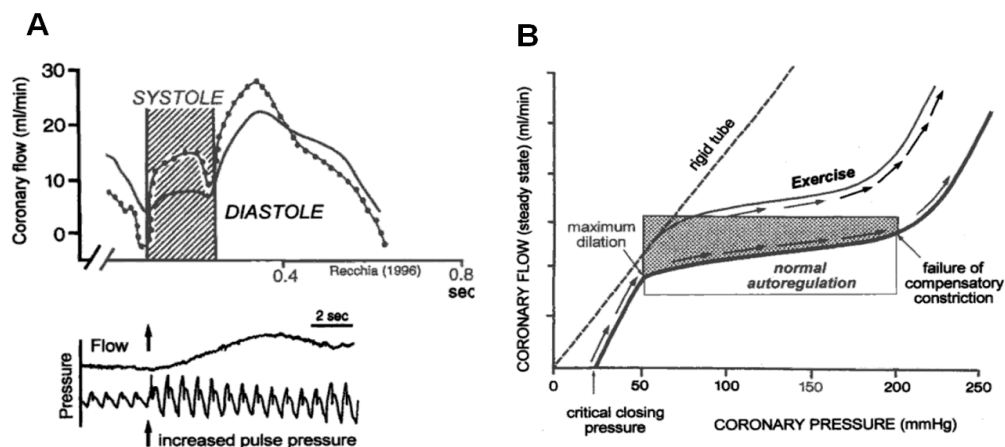 A
Coronary flow (ml/min)
30
20
10
0
SYSTOLE
DIASTOLE
Recchia (1996)
0.4
0.8
sec
2 sec
Flow
Pressure
increased pulse pressure
B
CORONARY FLOW (steady state) (ml/min)
rigid tube
Exercise
maximum
dilation
normal
autoregulation
failure of
compensatory
constriction
0
50
100
150
200
250
critical closing
pressure
CORONARY PRESSURE (mmHg)